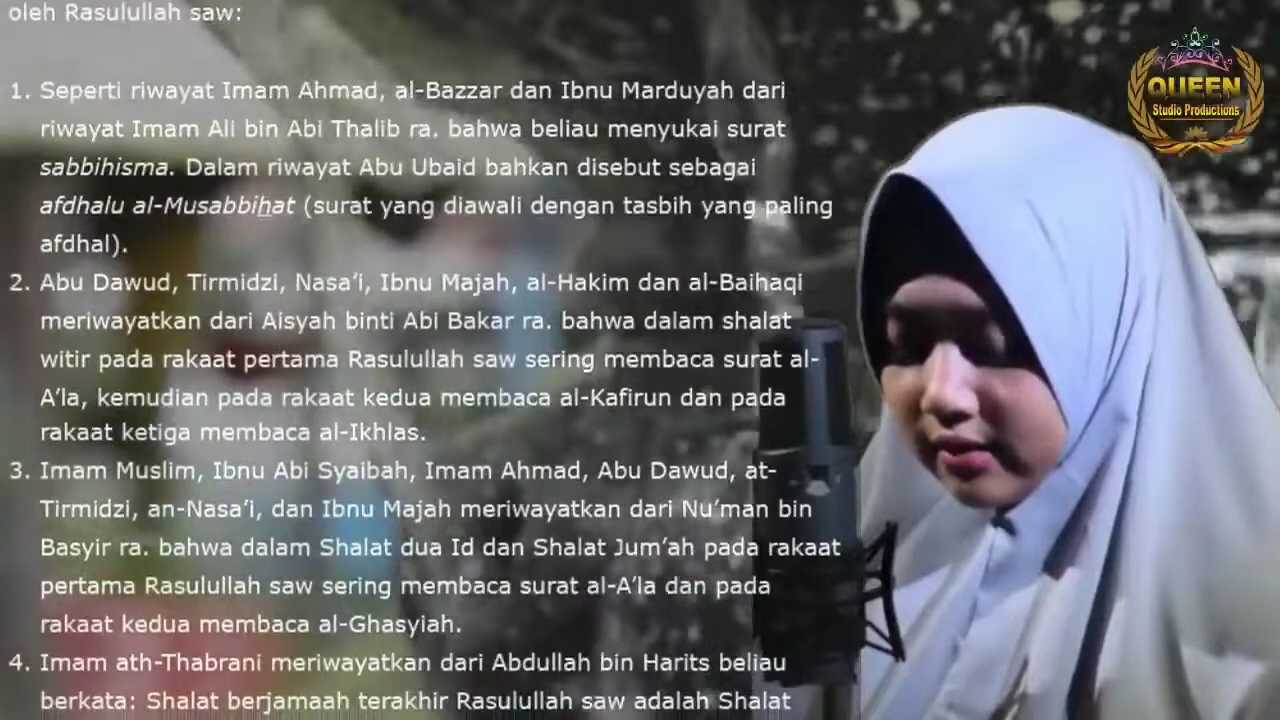 oleh Rasulullah saw:
1. Seperti riwayat Imam Ahmad, al-Bazzar dan Ibnu Marduyah dari
riwayat Imam Ali bin Abi Thalib ra. bahwa beliau menyukai surat
sabbihisma. Dalam riwayat Abu Ubaid bahkan disebut sebagai
afdhalu al-Musabbihat (surat yang diawali dengan tasbih yang paling
afdhal).
2. Abu Dawud, Tirmidzi, Nasa’i, Ibnu Majah, al-Hakim dan al-Baihaqi
meriwayatkan dari Aisyah binti Abi Bakar ra. bahwa dalam shalat
witir pada rakaat pertama Rasulullah saw sering membaca surat al-
A’la, kemudian pada rakaat kedua membaca al-Kafirun dan pada
rakaat ketiga membaca al-Ikhlas.
3. Imam Muslim, Ibnu Abi Syaibah, Imam Ahmad, Abu Dawud, at-
Tirmidzi, an-Nasa’i, dan Ibnu Majah meriwayatkan dari Nu’man bin
Basyir ra. bahwa dalam Shalat dua Id dan Shalat Jum’ah pada rakaat
pertama Rasulullah saw sering membaca surat al-A’la dan pada
rakaat kedua membaca al-Ghasyiah.
4. Imam ath-Thabrani meriwayatkan dari Abdullah bin Harits beliau
berkata: Shalat berjamaah terakhir Rasulullah saw adalah Shalat
QUEEN
Studio Productions